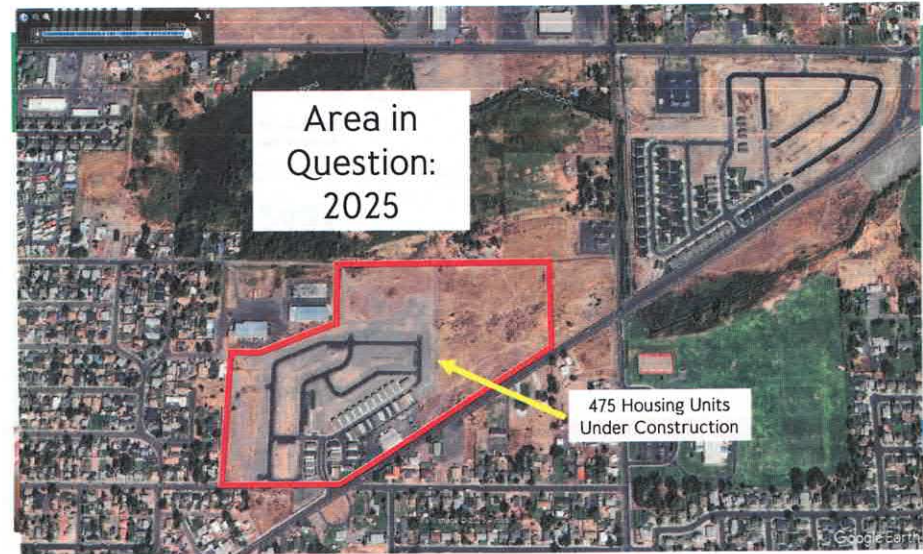 Area in
Question:
2025
475 Housing Units
Under Construction
Google Earth